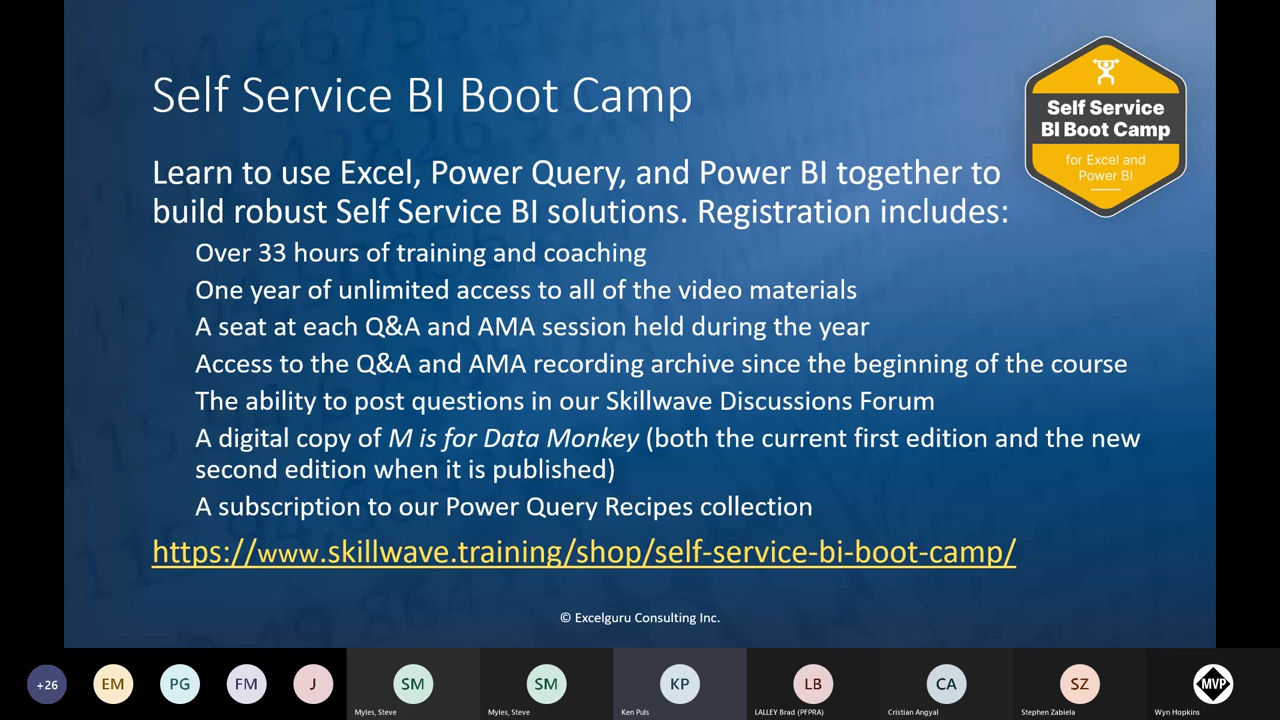 Self Service BI Boot Camp
Self Service
BI Boot Camp
for Excel and
Power BI
Learn to use Excel, Power Query, and Power BI together to
build robust Self Service BI solutions. Registration includes:
Over 33 hours of training and coaching
One year of unlimited access to all of the video materials
A seat at each Q&A and AMA session held during the year
Access to the Q&A and AMA recording archive since the beginning of the course
The ability to post questions in our Skillwave Discussions Forum
A digital copy of M is for Data Monkey (both the current first edition and the new
second edition when it is published)
A subscription to our Power Query Recipes collection
https://www.skillwave.training/shop/self-service-bi-boot-camp/
© Excelguru Consulting Inc.
+26 EM PG FM J SM SM KP LB CA SZ MVP
Myles, Steve Myles, Steve Ken Puls LALLEY Brad (PFPRA) Cristian Angyal Stephen Zabiela Wyn Hopkins